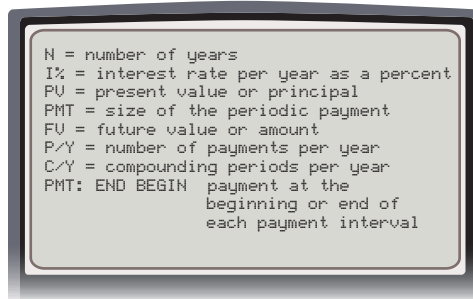 N = number of years
I% = interest rate per year as a percent
PV = present value or principal
PMT = size of the periodic payment
FV = future value or amount
P/Y = number of payments per year
C/Y = compounding periods per year
PMT: END BEGIN payment at the
beginning or end of
each payment interval